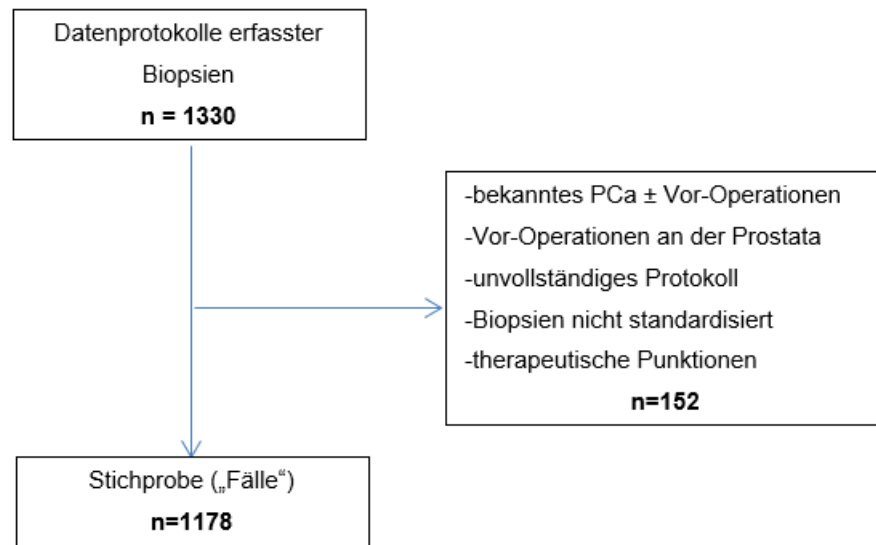 Datenprotokolle erfasster
Biopsien
n = 1330
-bekanntes PCa ± Vor-Operationen
-Vor-Operationen an der Prostata
-unvollständiges Protokoll
-Biopsien nicht standardisiert
-therapeutische Punktionen
n=152
Stichprobe („Fälle“)
n=1178